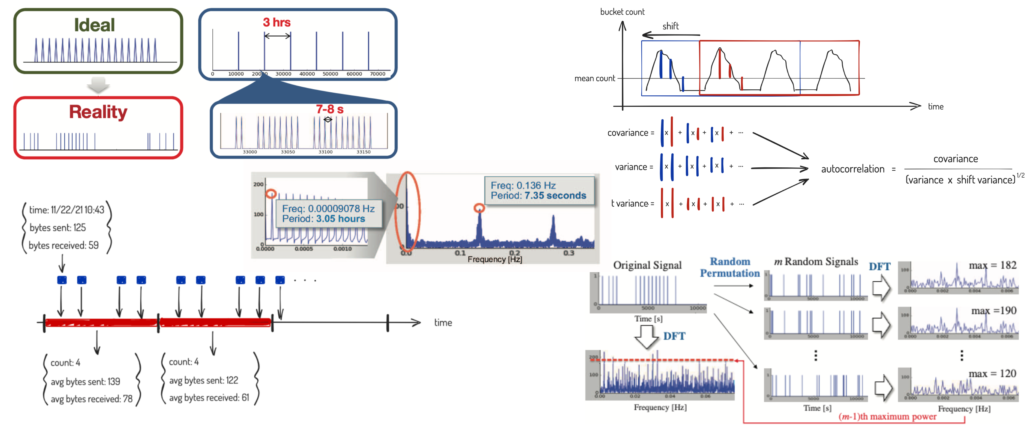 Ideal
Reality
3 hrs
0 10000 20000 30000 40000 50000 60000 70000
7-8 s
33000 33050 33100 33150
bucket count
shift
mean count
time
covariance = x + x + x + ...
variance = x + x + x + ...
t variance = x + x + x + ...
autocorrelation =
covariance
(variance x shift variance)^1/2
200
100
0
Freq: 0.00009078 Hz
Period: 3.05 hours
0.0000 0.0005 0.0010
Freq: 0.136 Hz
Period: 7.35 seconds
0.0 0.1 0.2 0.3
Frequency [Hz]
time: 11/22/21 10:43
bytes sent: 125
bytes received: 59
. . .
time
count: 4
avg bytes sent: 139
avg bytes received: 78
count: 4
avg bytes sent: 122
avg bytes received: 61
Original Signal
Random
Permutation
m Random Signals
DFT
max = 182
0 5000 10000
Time [s]
DFT
max =190
max = 120
Frequency [Hz]
Time [s]
Frequency [Hz]
(m-1)th maximum power